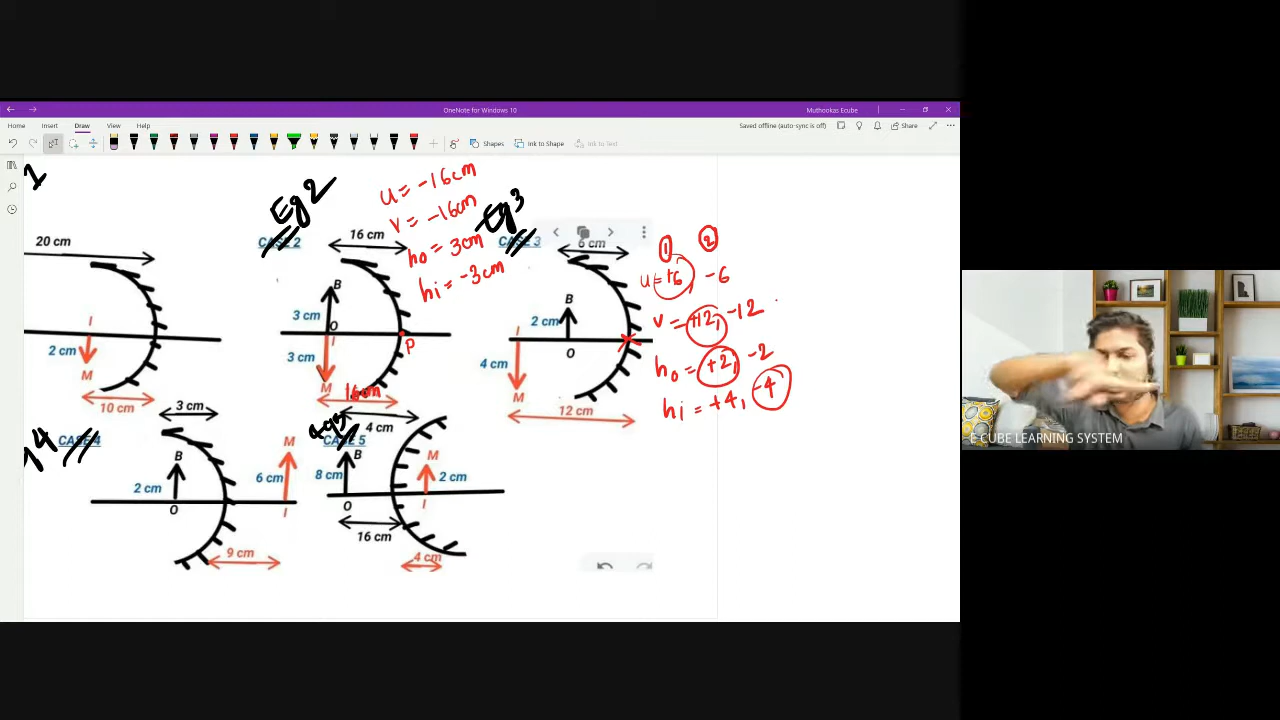 OneNote for Windows 10
Muthookas Ecube
Home Insert Draw View Help
Saved offline (auto-sync is off)
Share
Shapes
Ink to Shape
Ink to Text
1
Eg2
Eg3
u = -16cm
v = -16cm
ho = 3cm
hi = -3cm
20 cm
I
2 cm
M
10 cm
CASE 2
16 cm
B
3 cm
O
I
3 cm
M
P
16cm
CASE 3
6 cm
B
2 cm
O
I
4 cm
M
12 cm
1 2
u = +6, -6
v = +12, -12
ho = +2, -2
hi = +4, -4
4
CASE 4
3 cm
B
2 cm
O
M
6 cm
I
9 cm
CASE 5
4 cm
B
8 cm
O
M
2 cm
I
16 cm
4 cm
E CUBE LEARNING SYSTEM